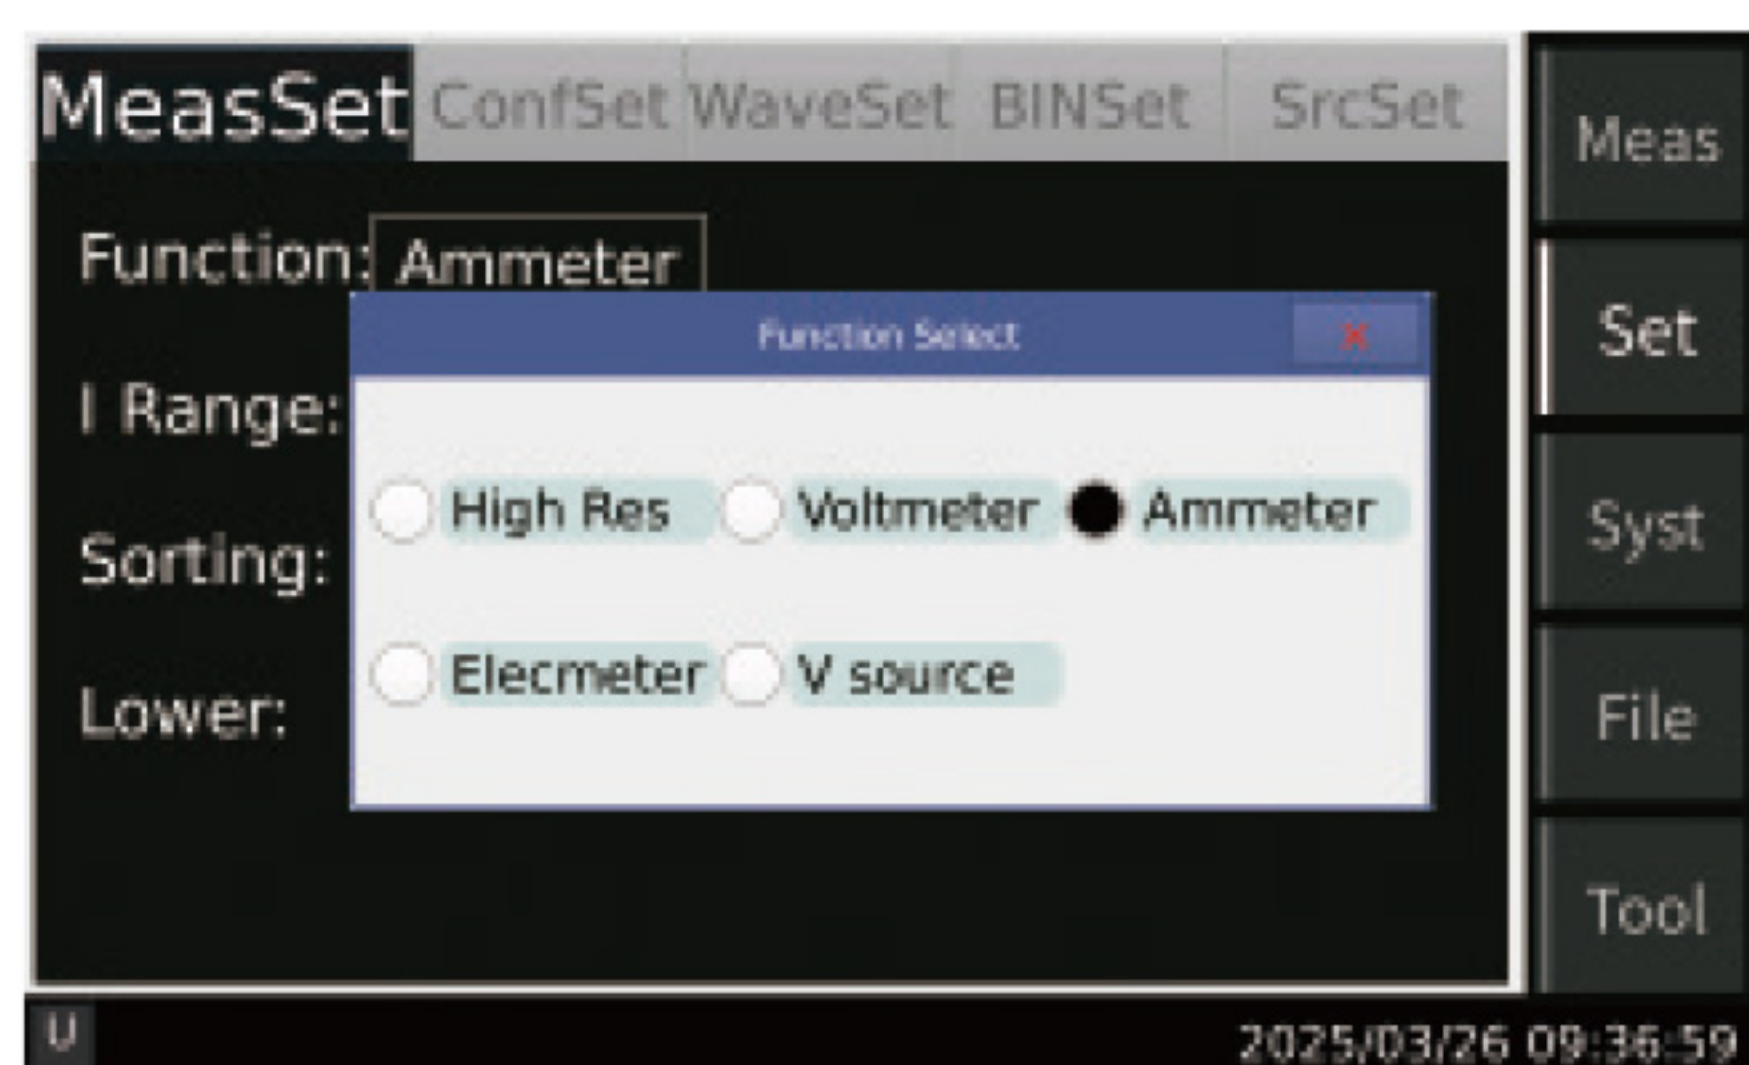 MeasSet ConfSet WaveSet BINSet SrcSet
Meas
Function: Ammeter
Function Select ×
Set
I Range:
High Res Voltmeter Ammeter
Syst
Sorting:
Elecmeter V source
Lower:
File
Tool
U 2025/03/26 09:36:59